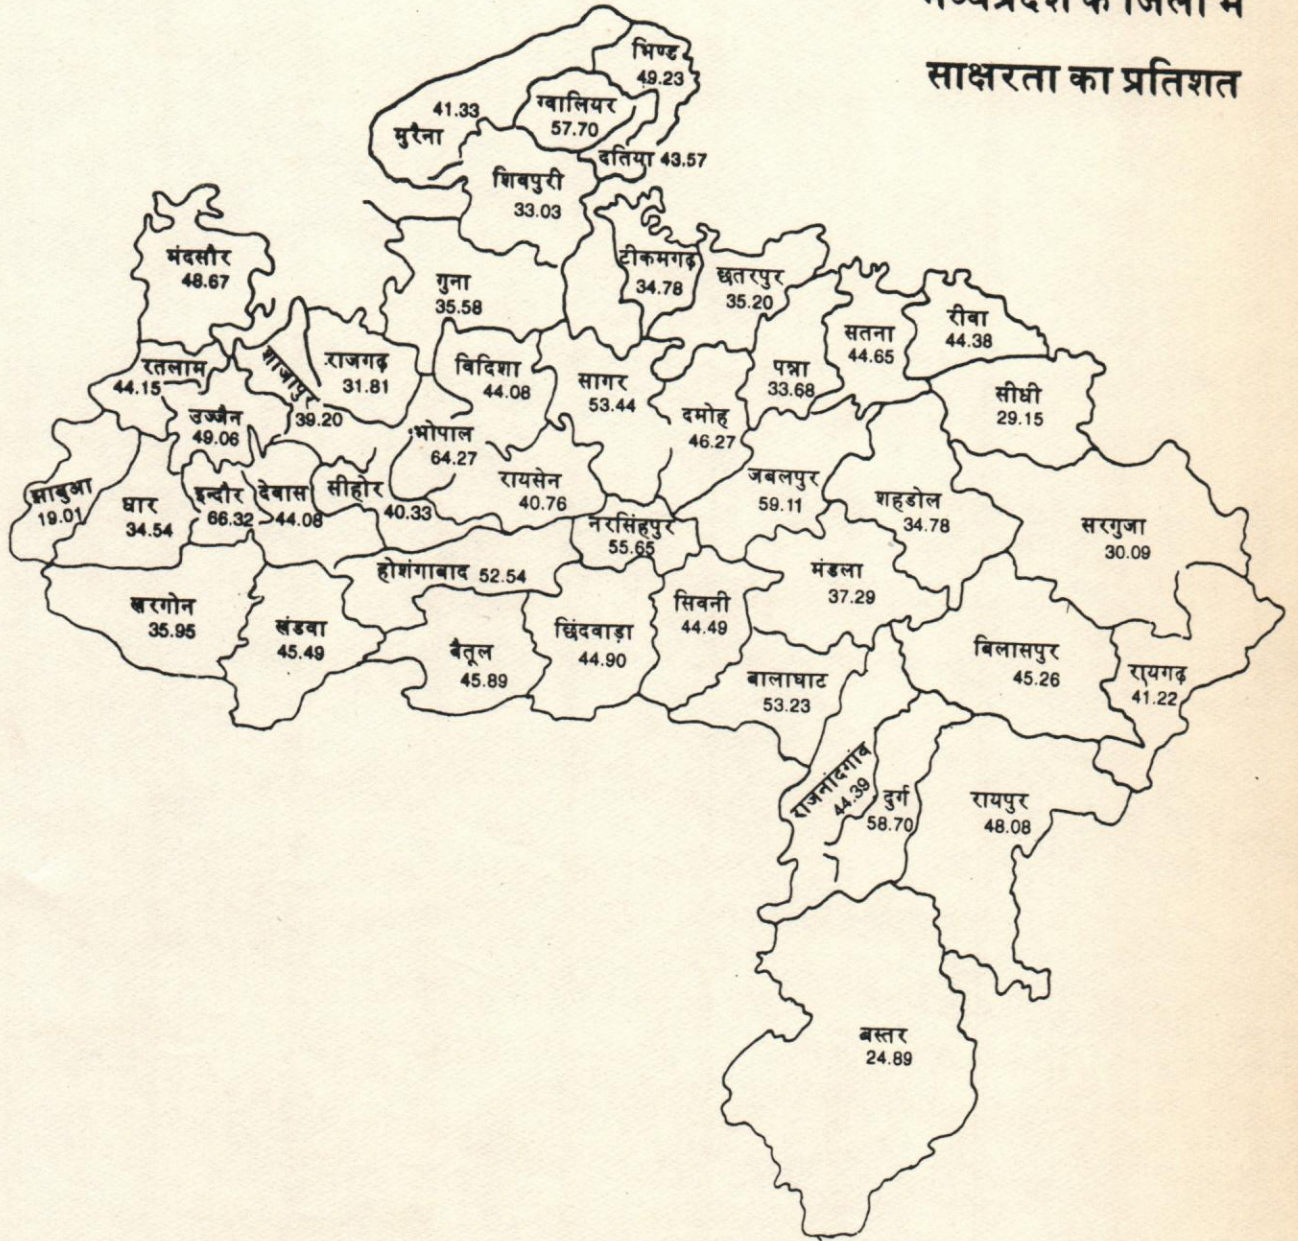 मध्यप्रदेश के जिलों में
साक्षरता का प्रतिशत
भिण्ड
49.23
ग्वालियर
57.70
41.33
मुरैना
दतिया 43.57
शिवपुरी
33.03
मंदसौर
48.67
गुना
35.58
टीकमगढ़
34.78
छतरपुर
35.20
सतना
44.65
रीवा
44.38
सीधी
29.15
रतलाम
44.15
शाजापुर
39.20
राजगढ़
31.81
विदिशा
44.08
सागर
53.44
दमोह
46.27
पन्ना
33.68
उज्जैन
49.06
भोपाल
64.27
रायसेन
40.76
जबलपुर
59.11
शहडोल
34.78
सरगुजा
30.09
झाबुआ
19.01
धार
34.54
इन्दौर
66.32
देवास
44.08
सीहोर
40.33
नरसिंहपुर
55.65
होशंगाबाद 52.54
मंडला
37.29
खरगोन
35.95
खंडवा
45.49
बैतूल
45.89
छिंदवाड़ा
44.90
सिवनी
44.49
बालाघाट
53.23
बिलासपुर
45.26
रायगढ़
41.22
राजनांदगांव
44.39
दुर्ग
58.70
रायपुर
48.08
बस्तर
24.89